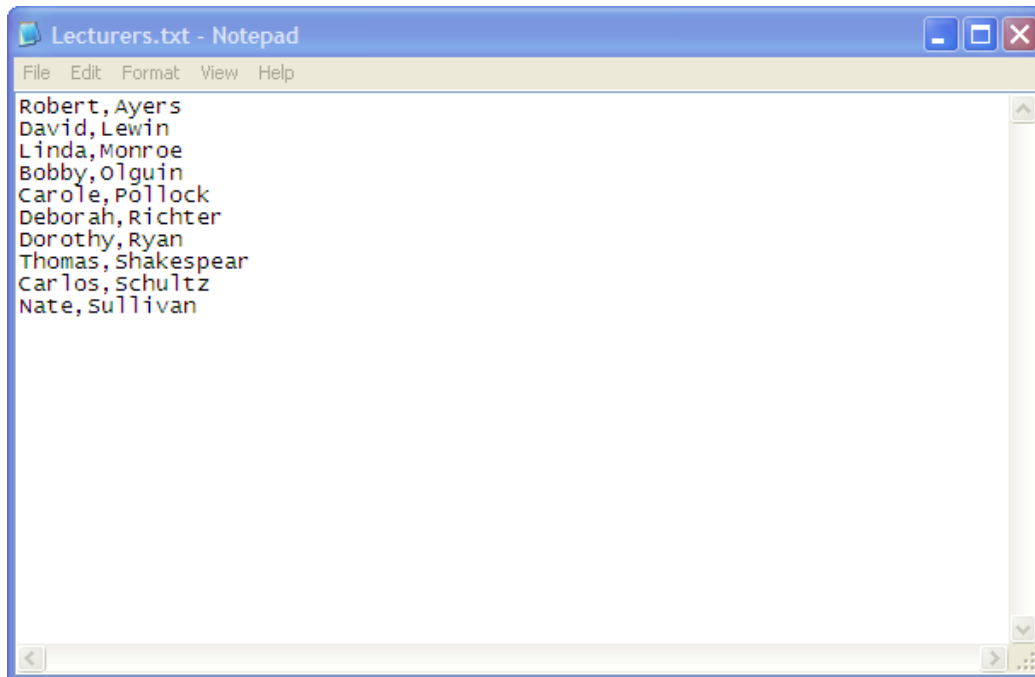 Lecturers.txt - Notepad
File Edit Format View Help
Robert,Ayers
David,Lewin
Linda,Monroe
Bobby,Olguin
Carole,Pollock
Deborah,Richter
Dorothy,Ryan
Thomas,Shakespear
Carlos,Schultz
Nate,Sullivan